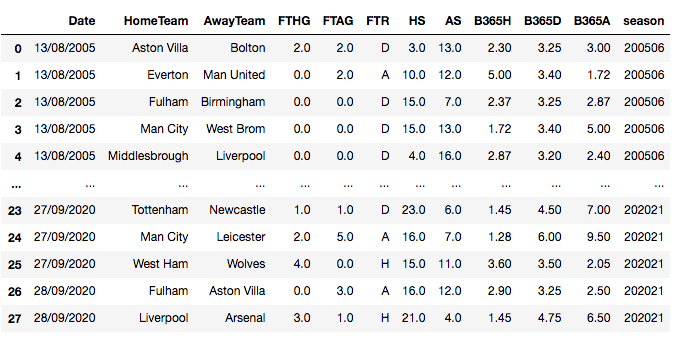 Date HomeTeam AwayTeam FTHG FTAG FTR HS AS B365H B365D B365A season
0 13/08/2005 Aston Villa Bolton 2.0 2.0 D 3.0 13.0 2.30 3.25 3.00 200506
1 13/08/2005 Everton Man United 0.0 2.0 A 10.0 12.0 5.00 3.40 1.72 200506
2 13/08/2005 Fulham Birmingham 0.0 0.0 D 15.0 7.0 2.37 3.25 2.87 200506
3 13/08/2005 Man City West Brom 0.0 0.0 D 15.0 13.0 1.72 3.40 5.00 200506
4 13/08/2005 Middlesbrough Liverpool 0.0 0.0 D 4.0 16.0 2.87 3.20 2.40 200506
... ... ... ... ... ... ... ... ... ... ... ... ...
23 27/09/2020 Tottenham Newcastle 1.0 1.0 D 23.0 6.0 1.45 4.50 7.00 202021
24 27/09/2020 Man City Leicester 2.0 5.0 A 16.0 7.0 1.28 6.00 9.50 202021
25 27/09/2020 West Ham Wolves 4.0 0.0 H 15.0 11.0 3.60 3.50 2.05 202021
26 28/09/2020 Fulham Aston Villa 0.0 3.0 A 16.0 12.0 2.90 3.25 2.50 202021
27 28/09/2020 Liverpool Arsenal 3.0 1.0 H 21.0 4.0 1.45 4.75 6.50 202021